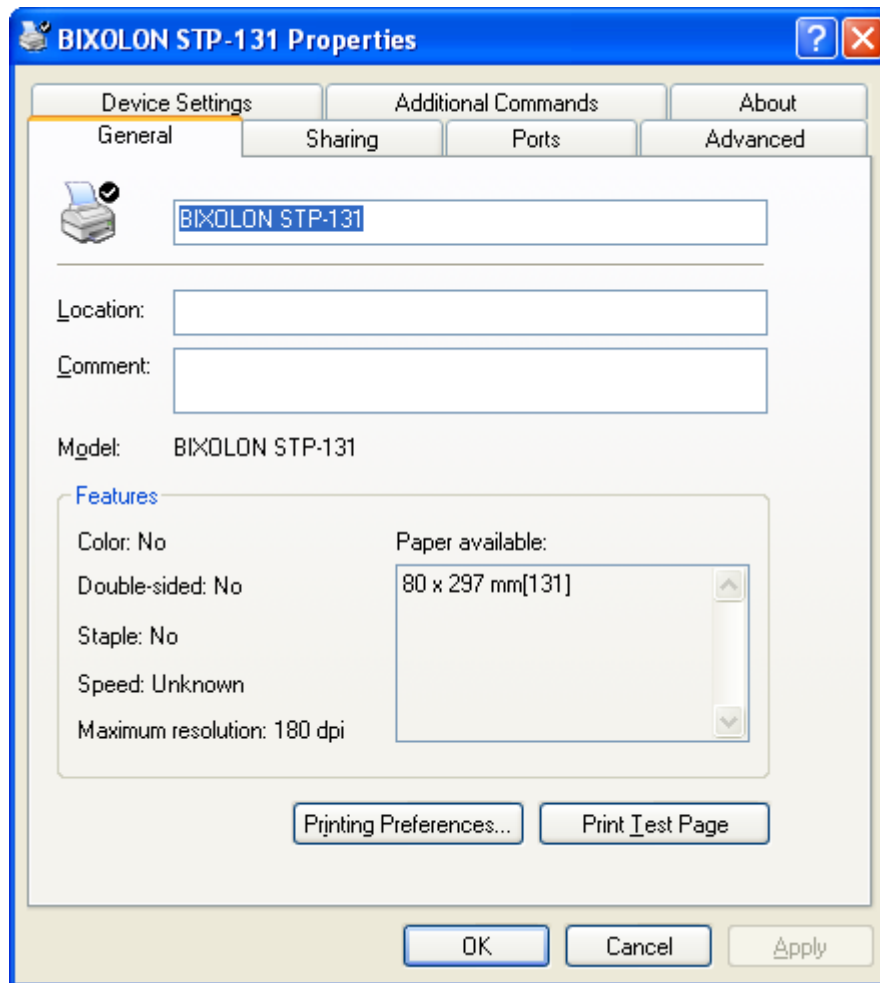 BIXOLON STP-131 Properties
Device Settings
Additional Commands
About
General
Sharing
Ports
Advanced
BIXOLON STP-131
Location:
Comment:
Model: BIXOLON STP-131
Features
Color: No
Paper available:
Double-sided: No
80 x 297 mm[131]
Staple: No
Speed: Unknown
Maximum resolution: 180 dpi
Printing Preferences...
Print Test Page
OK
Cancel
Apply